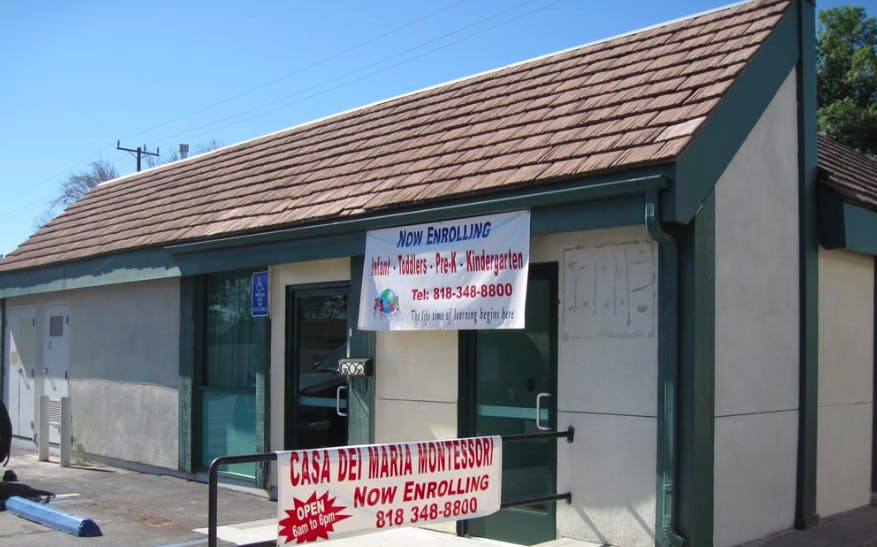 NOW ENROLLING
Infant - Toddlers - Pre-K - Kindergarten
Tel: 818-348-8800
The life time of learning begins here
CASA DEI MARIA MONTESSORI
NOW ENROLLING
OPEN
6am to 6pm
818 348-8800